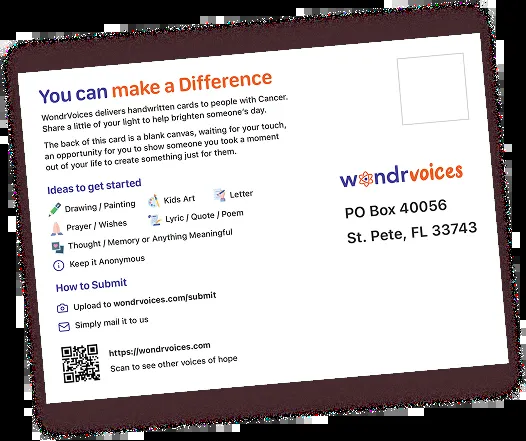 You can make a Difference
WondrVoices delivers handwritten cards to people with Cancer.
Share a little of your light to help brighten someone's day.
The back of this card is a blank canvas, waiting for your touch,
an opportunity for you to show someone you took a moment
out of your life to create something just for them.
Ideas to get started
Drawing / Painting
Kids Art
Letter
Prayer / Wishes
Lyric / Quote / Poem
Thought / Memory or Anything Meaningful
Keep it Anonymous
How to Submit
Upload to wondrvoices.com/submit
Simply mail it to us
https://wondrvoices.com
Scan to see other voices of hope
wondrvoices
PO Box 40056
St. Pete, FL 33743